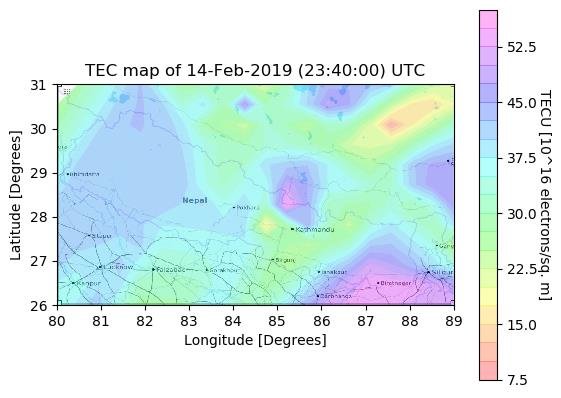 TEC map of 14-Feb-2019 (23:40:00) UTC
Latitude [Degrees]
31
30
29
28
27
26
80
81
82
83
84
85
86
87
88
89
Longitude [Degrees]
Nepal
Pokhara
Kathmandu
Sitapur
Lucknow
Faizabad
Gorakhpu
Birgunj
Janakpur
Kanpur
Darbhanga
Biratnagar
52.5
45.0
37.5
30.0
22.5
15.0
7.5
TECU [10^16 electrons/sq. m]